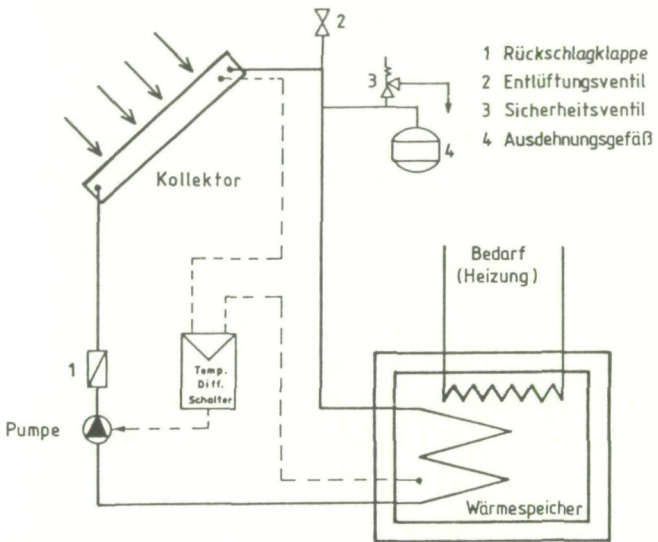 2
1 Rückschlagklappe
2 Entlüftungsventil
3 Sicherheitsventil
4 Ausdehnungsgefäß
3
4
Kollektor
Bedarf
(Heizung)
1
Temp.
Diff.
Schalter
Pumpe
Wärmespeicher